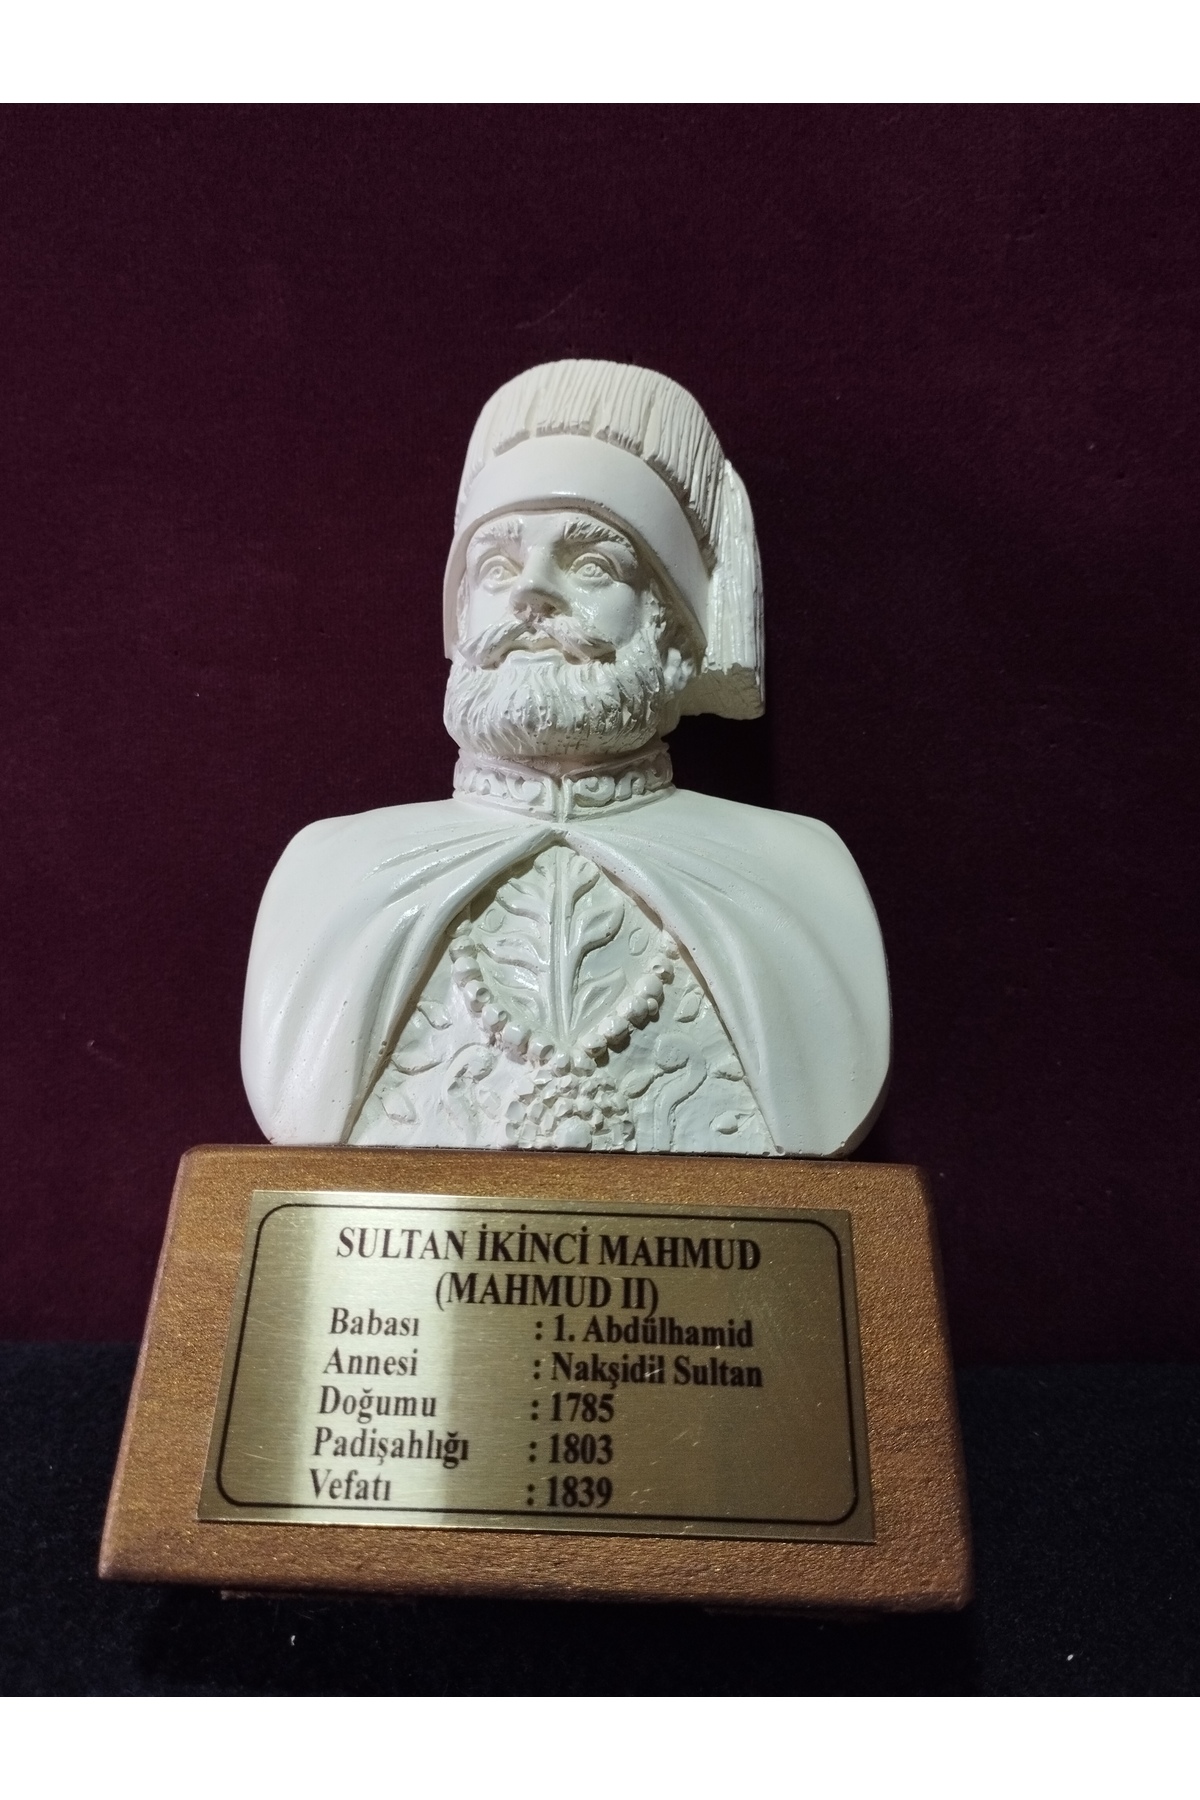 SULTAN İKİNCİ MAHMUD
(MAHMUD II)
Babası : 1. Abdülhamid
Annesi : Nakşidil Sultan
Doğumu : 1785
Padişahlığı : 1803
Vefatı : 1839